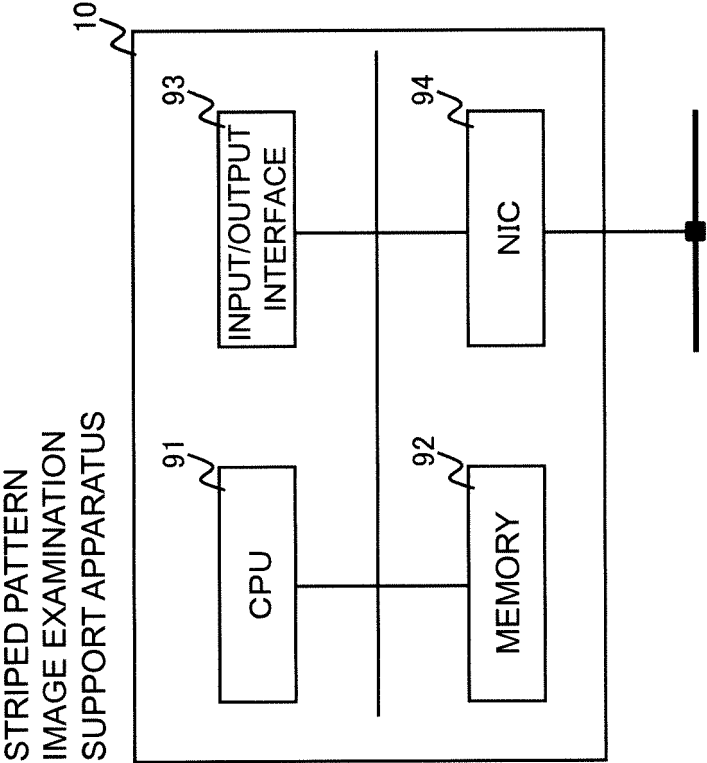 STRIPED PATTERN
IMAGE EXAMINATION
SUPPORT APPARATUS
10
91
CPU
93
INPUT/OUTPUT
INTERFACE
92
MEMORY
94
NIC